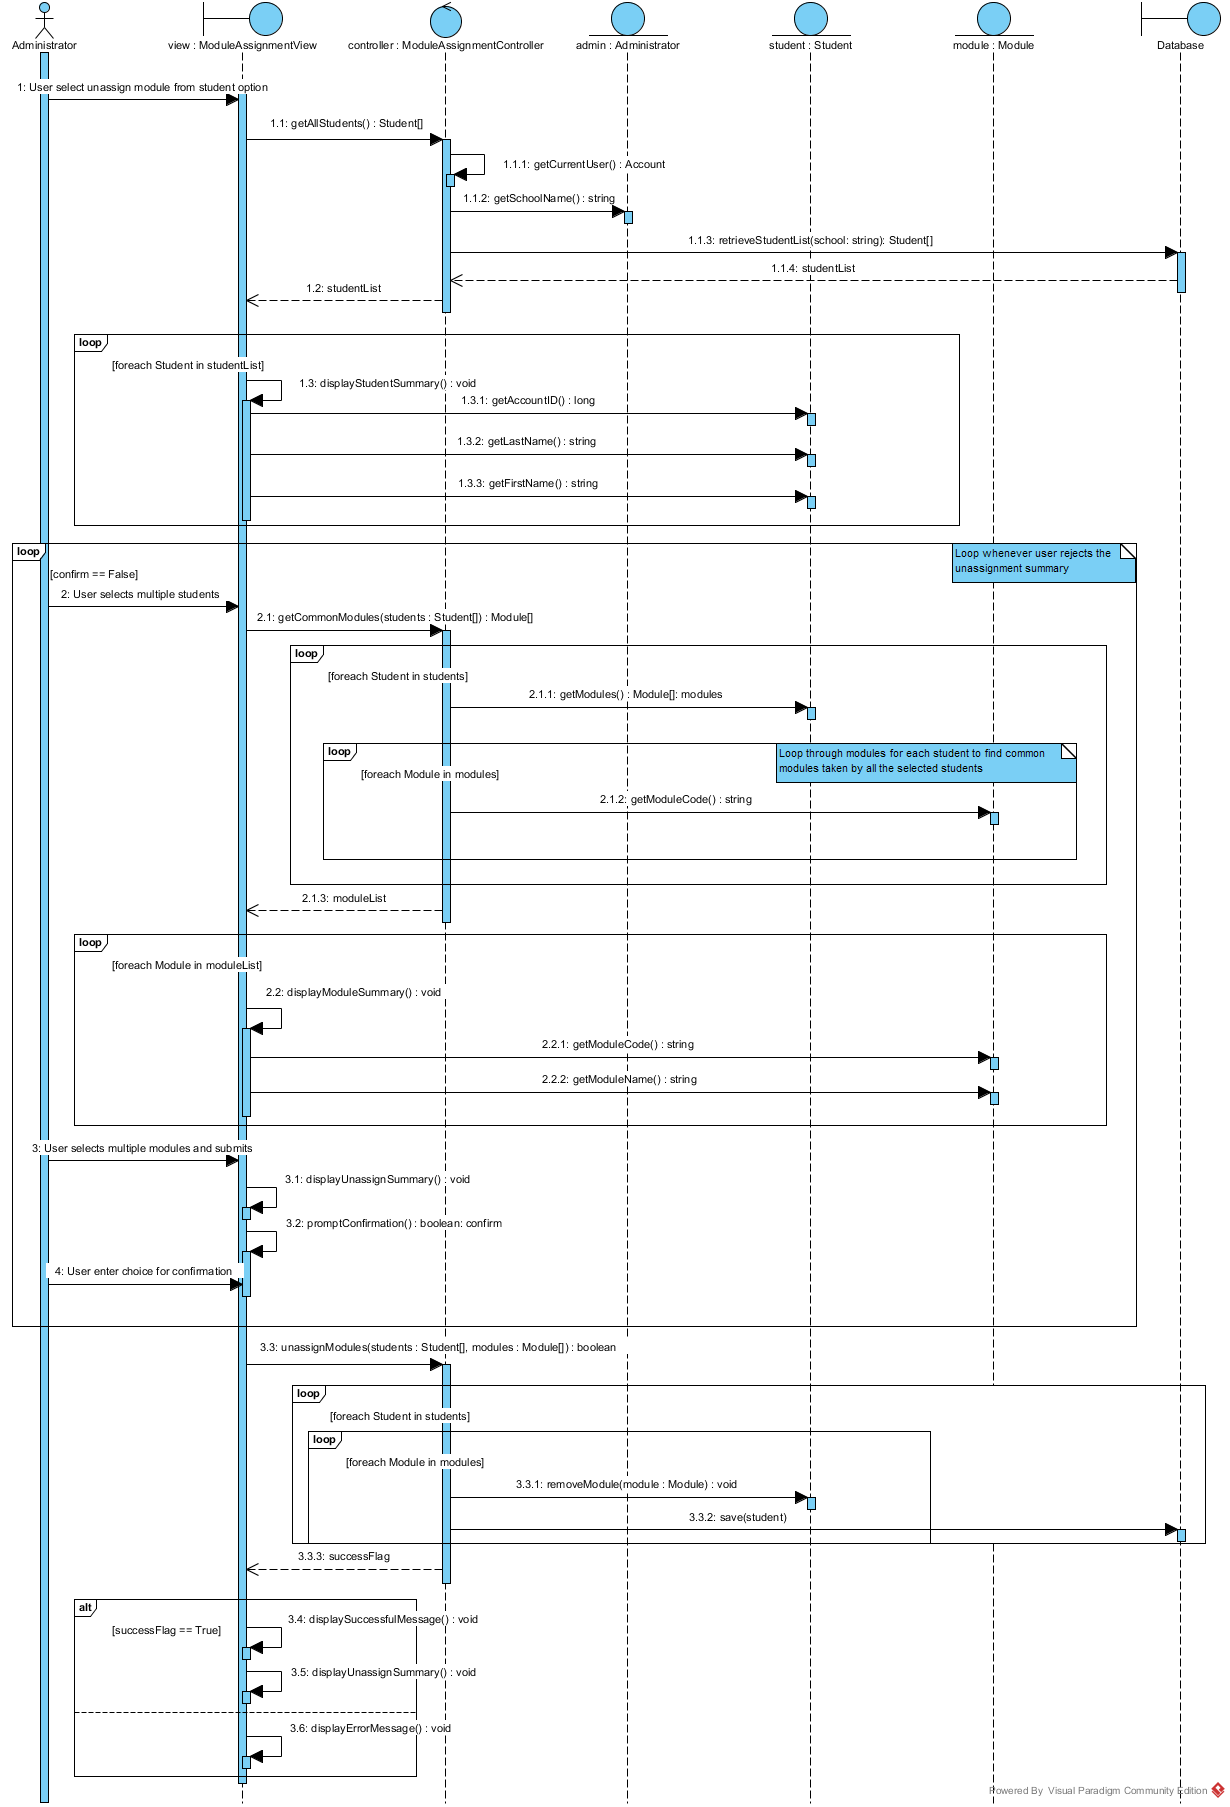 Administrator
view : ModuleAssignmentView
controller : ModuleAssignmentController
admin : Administrator
student : Student
module : Module
Database
1: User select unassign module from student option
1.1: getAllStudents() : Student[]
1.1.1: getCurrentUser() : Account
1.1.2: getSchoolName() : string
1.1.3: retrieveStudentList(school: string): Student[]
1.1.4: studentList
1.2: studentList
loop
[foreach Student in studentList]
1.3: displayStudentSummary() : void
1.3.1: getAccountID() : long
1.3.2: getLastName() : string
1.3.3: getFirstName() : string
loop
Loop whenever user rejects the
unassignment summary
[confirm == False]
2: User selects multiple students
2.1: getCommonModules(students : Student[]) : Module[]
loop
[foreach Student in students]
2.1.1: getModules() : Module[]: modules
loop
Loop through modules for each student to find common
modules taken by all the selected students
[foreach Module in modules]
2.1.2: getModuleCode() : string
2.1.3: moduleList
loop
[foreach Module in moduleList]
2.2: displayModuleSummary() : void
2.2.1: getModuleCode() : string
2.2.2: getModuleName() : string
3: User selects multiple modules and submits
3.1: displayUnassignSummary() : void
3.2: promptConfirmation() : boolean: confirm
4: User enter choice for confirmation
3.3: unassignModules(students : Student[], modules : Module[]) : boolean
loop
[foreach Student in students]
loop
[foreach Module in modules]
3.3.1: removeModule(module : Module) : void
3.3.2: save(student)
3.3.3: successFlag
alt
[successFlag == True]
3.4: displaySuccessfulMessage() : void
3.5: displayUnassignSummary() : void
3.6: displayErrorMessage() : void
Powered By Visual Paradigm Community Edition